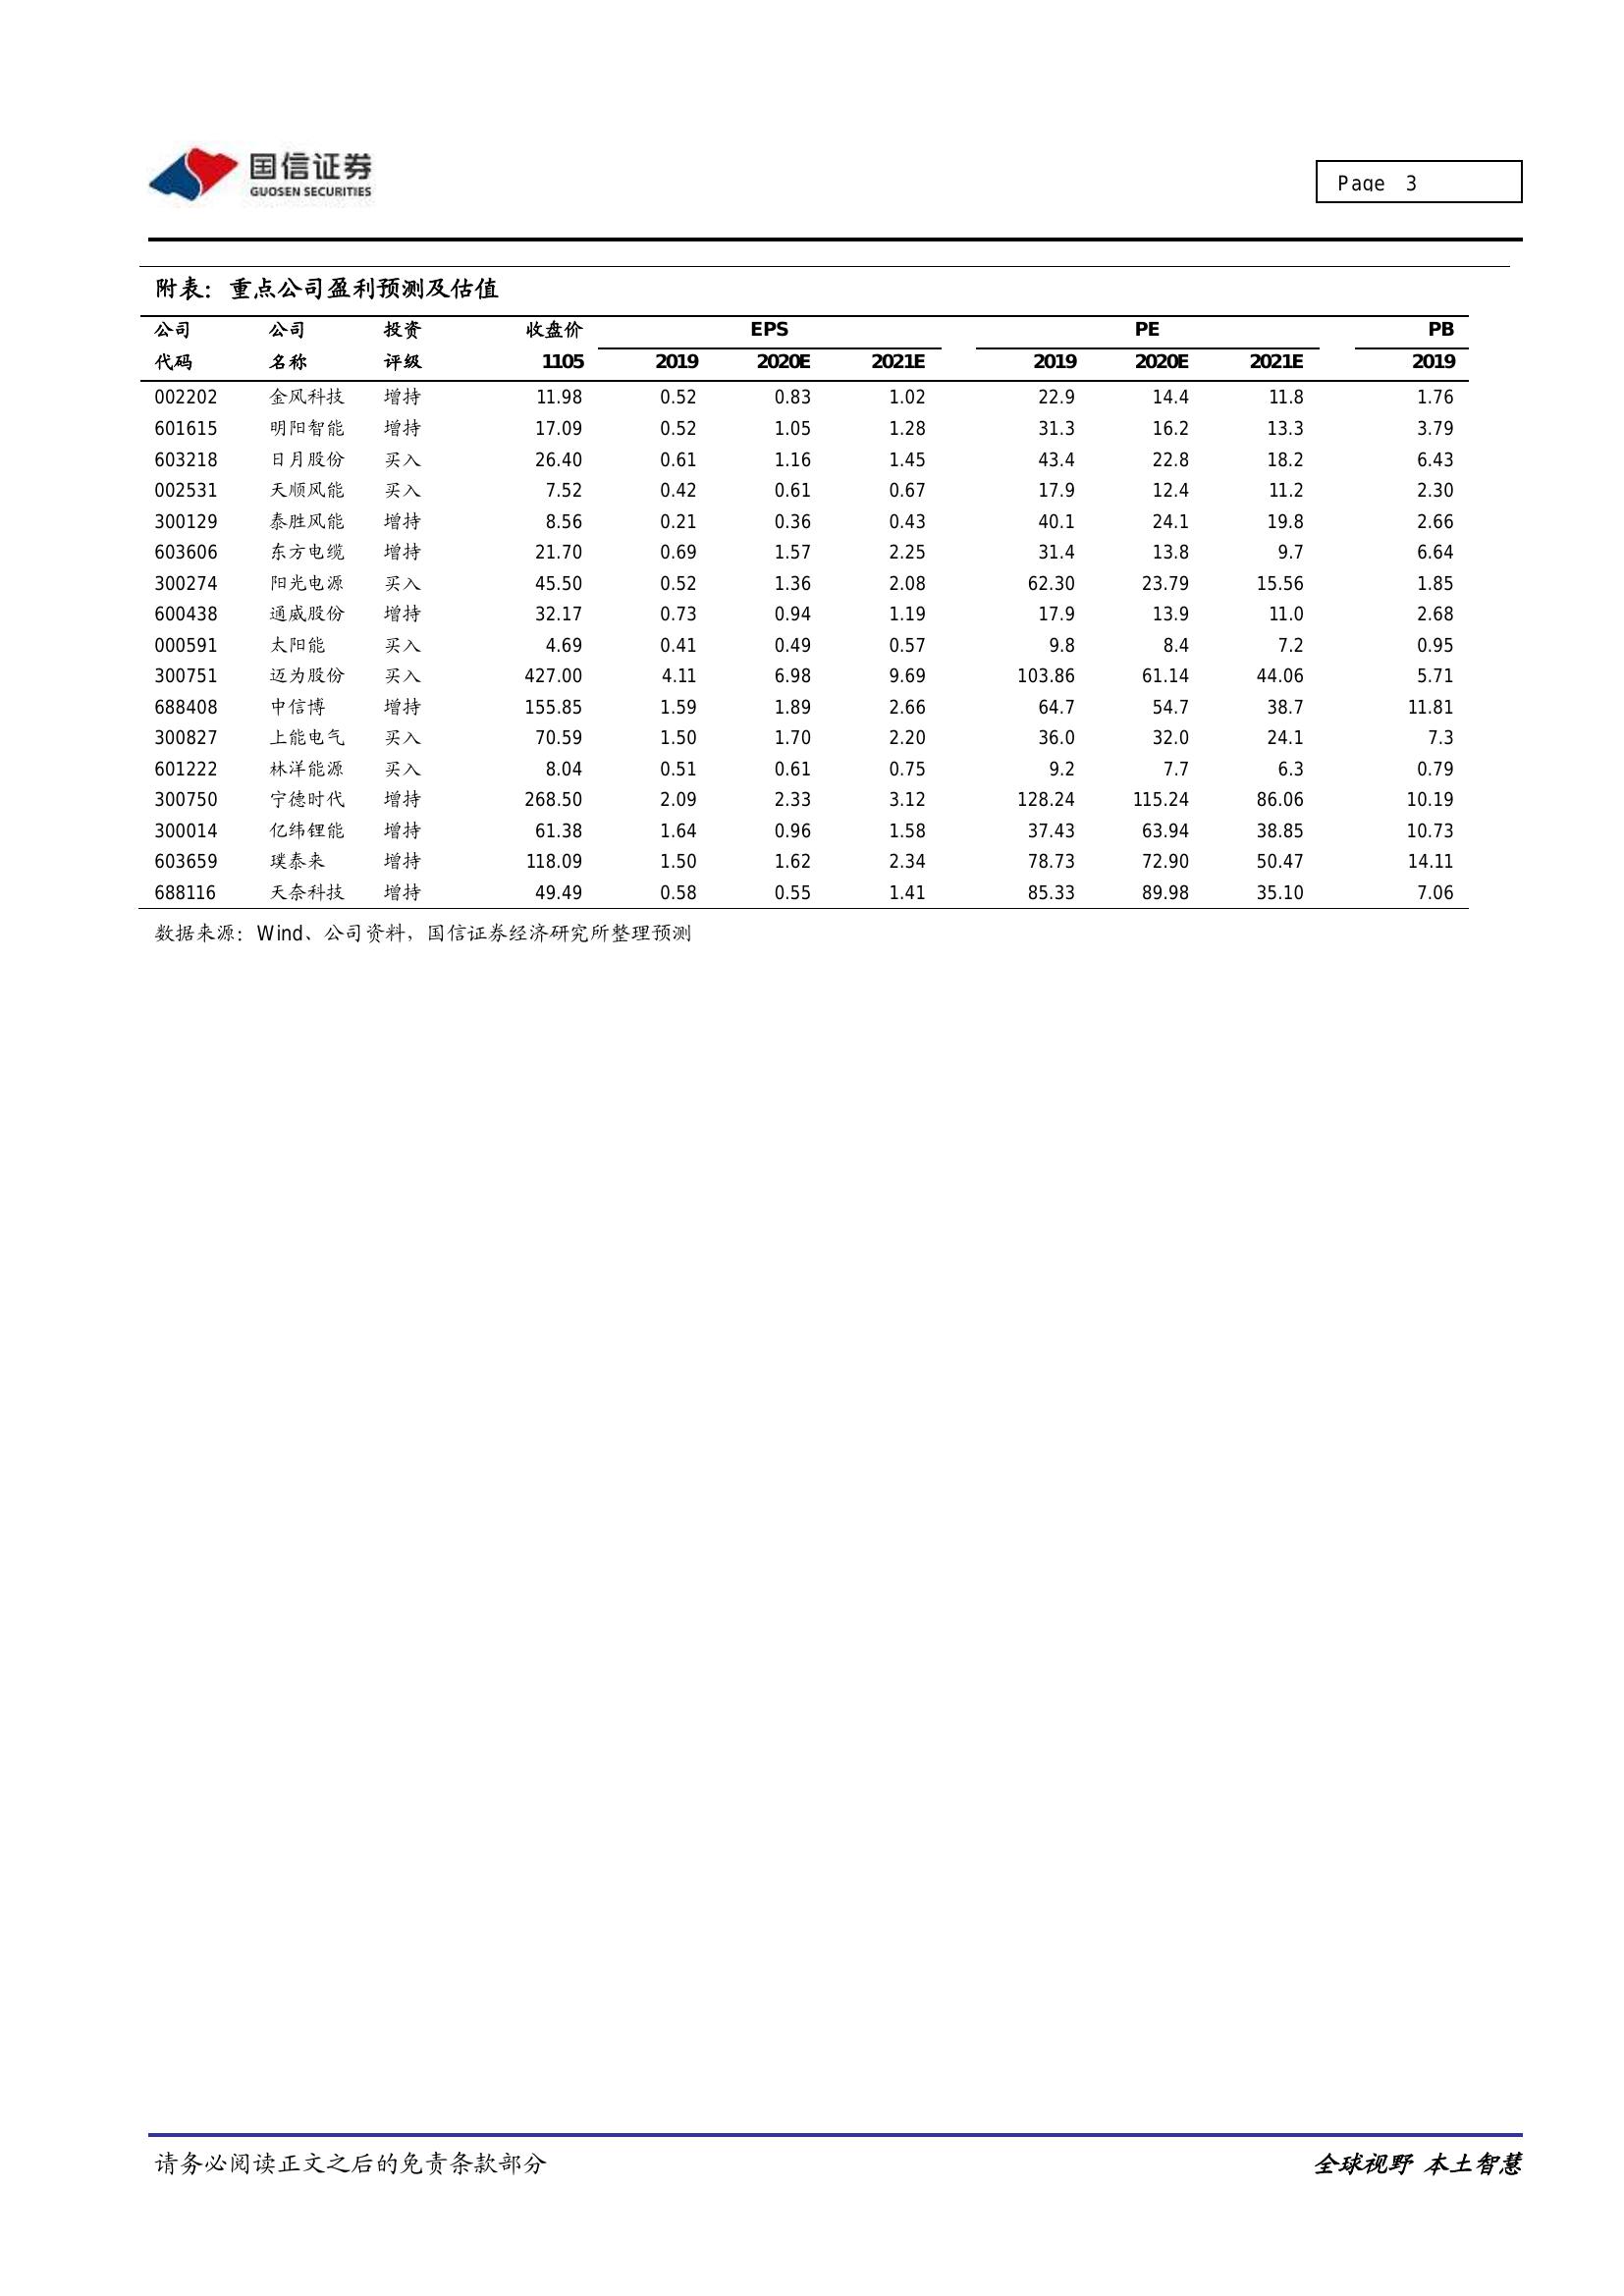 国信证券
GUOSEN SECURITIES
Page 3
附表：重点公司盈利预测及估值
公司 公司 投资 收盘价 EPS PE PB
代码 名称 评级 1105 2019 2020E 2021E 2019 2020E 2021E 2019
002202 金风科技 增持 11.98 0.52 0.83 1.02 22.9 14.4 11.8 1.76
601615 明阳智能 增持 17.09 0.52 1.05 1.28 31.3 16.2 13.3 3.79
603218 日月股份 买入 26.40 0.61 1.16 1.45 43.4 22.8 18.2 6.43
002531 天顺风能 买入 7.52 0.42 0.61 0.67 17.9 12.4 11.2 2.30
300129 泰胜风能 增持 8.56 0.21 0.36 0.43 40.1 24.1 19.8 2.66
603606 东方电缆 增持 21.70 0.69 1.57 2.25 31.4 13.8 9.7 6.64
300274 阳光电源 买入 45.50 0.52 1.36 2.08 62.30 23.79 15.56 1.85
600438 通威股份 增持 32.17 0.73 0.94 1.19 17.9 13.9 11.0 2.68
000591 太阳能 买入 4.69 0.41 0.49 0.57 9.8 8.4 7.2 0.95
300751 迈为股份 买入 427.00 4.11 6.98 9.69 103.86 61.14 44.06 5.71
688408 中信博 增持 155.85 1.59 1.89 2.66 64.7 54.7 38.7 11.81
300827 上能电气 买入 70.59 1.50 1.70 2.20 36.0 32.0 24.1 7.3
601222 林洋能源 买入 8.04 0.51 0.61 0.75 9.2 7.7 6.3 0.79
300750 宁德时代 增持 268.50 2.09 2.33 3.12 128.24 115.24 86.06 10.19
300014 亿纬锂能 增持 61.38 1.64 0.96 1.58 37.43 63.94 38.85 10.73
603659 璞泰来 增持 118.09 1.50 1.62 2.34 78.73 72.90 50.47 14.11
688116 天奈科技 增持 49.49 0.58 0.55 1.41 85.33 89.98 35.10 7.06
数据来源：Wind、公司资料，国信证券经济研究所整理预测
请务必阅读正文之后的免责条款部分 全球视野 本土智慧